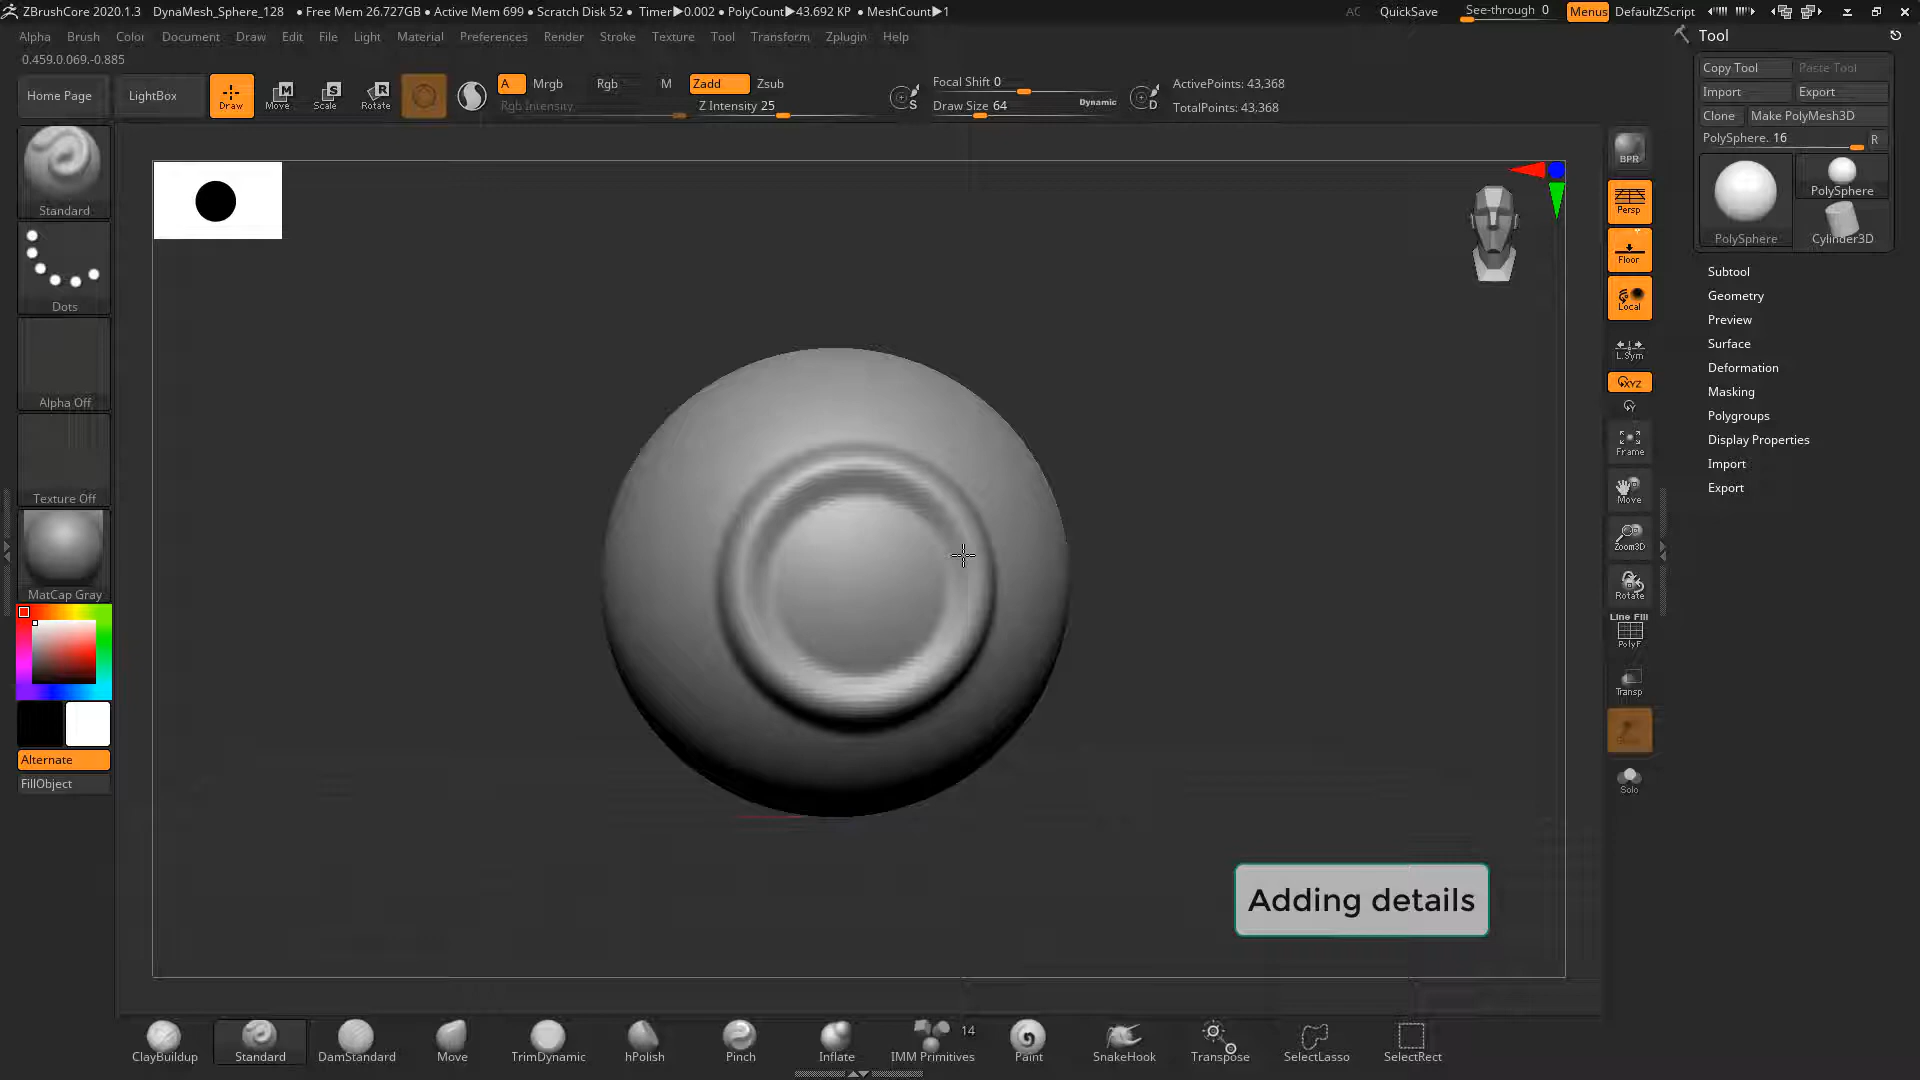 ZBrushCore 2020.1.3 DynaMesh_Sphere_128 • Free Mem 26.727GB • Active Mem 699 • Scratch Disk 52 • Timer▶0.002 • PolyCount▶43.692 KP • MeshCount▶1 AC QuickSave See-through 0 Menus DefaultZScript
Alpha Brush Color Document Draw Edit File Light Material Preferences Render Stroke Texture Tool Transform Zplugin Help
0.459.0.069.-0.885
Home Page
LightBox
Draw
Move
Scale
Rotate
A Mrgb Rgb M
Rgb Intensity
Zadd Zsub
Z Intensity 25
S
Focal Shift 0
Draw Size 64
Dynamic
D
ActivePoints: 43,368
TotalPoints: 43,368
Standard
Dots
Alpha Off
Texture Off
MatCap Gray
Alternate
FillObject
Adding details
BPR
Persp
Floor
Local
L.Sym
XYZ
Y
Frame
Move
Zoom3D
Rotate
Line Fill
PolyF
Transp
Solo
Tool
Copy Tool Paste Tool
Import Export
Clone Make PolyMesh3D
PolySphere. 16 R
PolySphere
PolySphere
Cylinder3D
Subtool
Geometry
Preview
Surface
Deformation
Masking
Polygroups
Display Properties
Import
Export
14
ClayBuildup Standard DamStandard Move TrimDynamic hPolish Pinch Inflate IMM Primitives Paint SnakeHook Transpose SelectLasso SelectRect